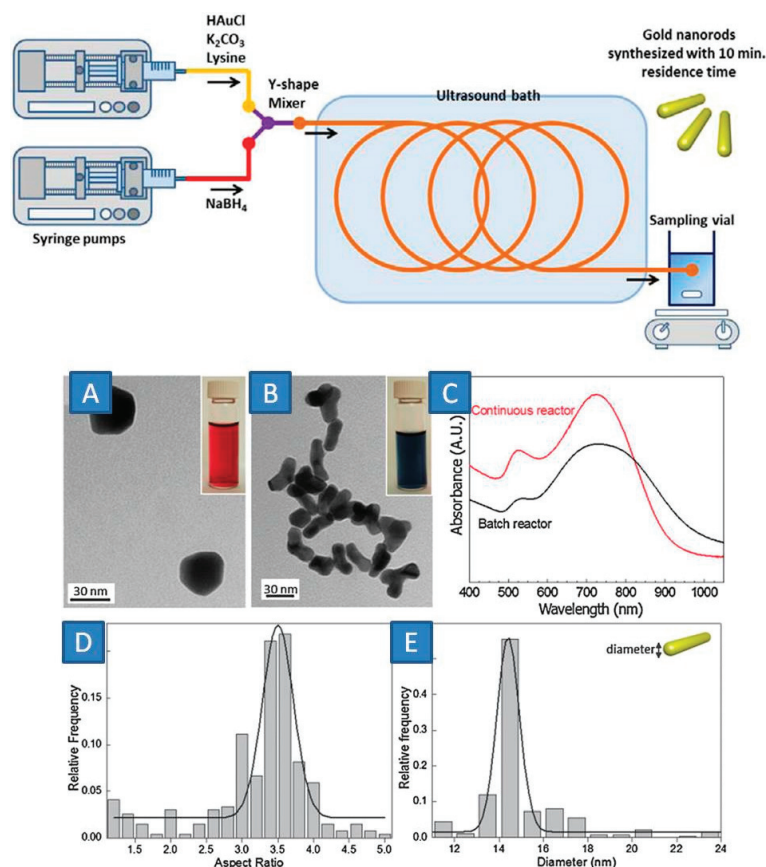 HAuCl
K₂CO₃
Lysine
Y-shape
Mixer
Ultrasound bath
Gold nanorods
synthesized with 10 min.
residence time
NaBH₄
Syringe pumps
Sampling vial
A
30 nm
B
30 nm
C
Continuous reactor
Batch reactor
Absorbance (A.U.)
400 500 600 700 800 900 1000
Wavelength (nm)
D
Relative Frequency
0.15
0.10
0.05
0.00
1.5 2.0 2.5 3.0 3.5 4.0 4.5 5.0
Aspect Ratio
E
diameter
Relative frequency
0.4
0.3
0.2
0.1
0.0
12 14 16 18 20 22 24
Diameter (nm)